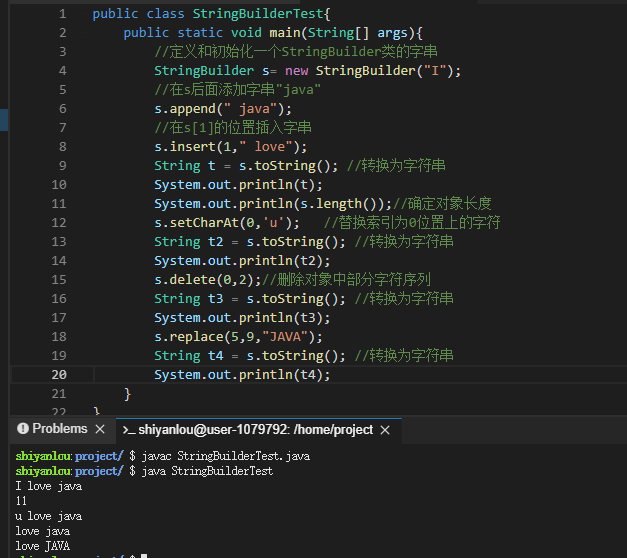 1 public class StringBuilderTest{
2 public static void main(String[] args){
3 //定义和初始化一个StringBuilder类的字串
4 StringBuilder s= new StringBuilder("I");
5 //在s后面添加字串"java"
6 s.append(" java");
7 //在s[1]的位置插入字串
8 s.insert(1," love");
9 String t = s.toString(); //转换为字符串
10 System.out.println(t);
11 System.out.println(s.length());//确定对象长度
12 s.setCharAt(0,'u'); //替换索引为0位置上的字符
13 String t2 = s.toString(); //转换为字符串
14 System.out.println(t2);
15 s.delete(0,2);//删除对象中部分字符序列
16 String t3 = s.toString(); //转换为字符串
17 System.out.println(t3);
18 s.replace(5,9,"JAVA");
19 String t4 = s.toString(); //转换为字符串
20 System.out.println(t4);
21 }
22 }
Problems × >_ shiyanlou@user-1079792: /home/project ×
shiyanlou:project/ $ javac StringBuilderTest.java
shiyanlou:project/ $ java StringBuilderTest
I love java
11
u love java
love java
love JAVA
shiyanlou:project/ $